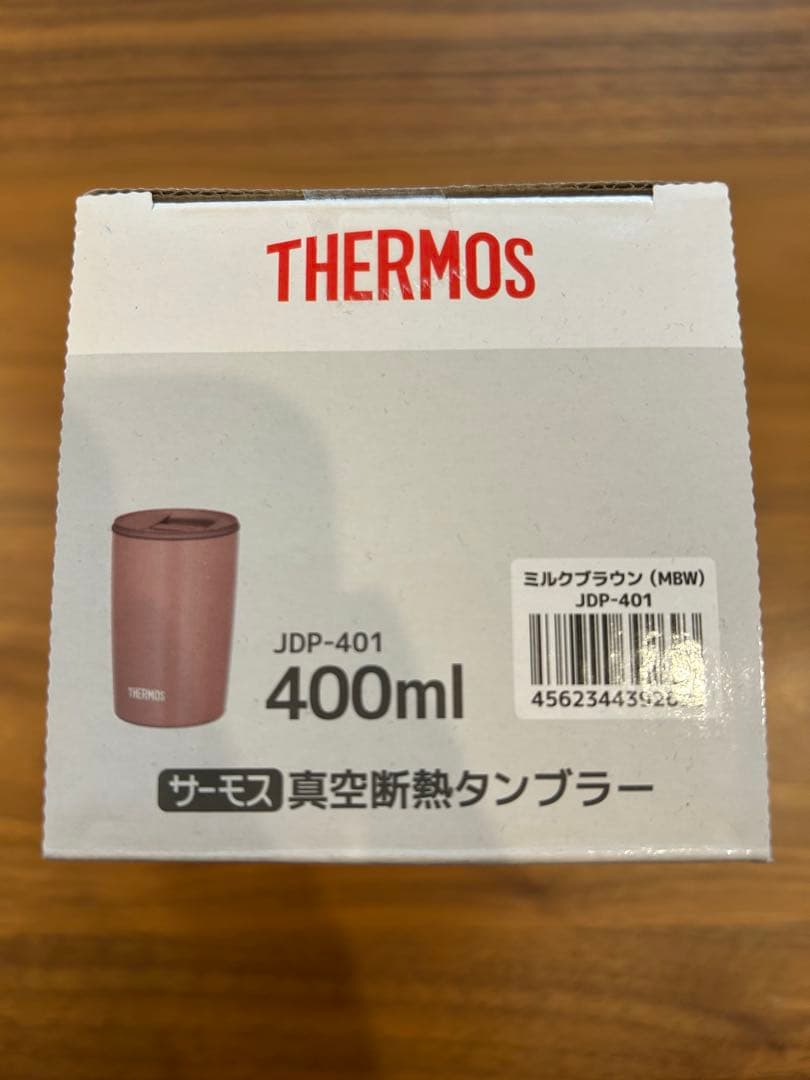 THERMOS
THERMOS
JDP-401
400ml
ミルクブラウン（MBW）
JDP-401
サーモス 真空断熱タンブラー